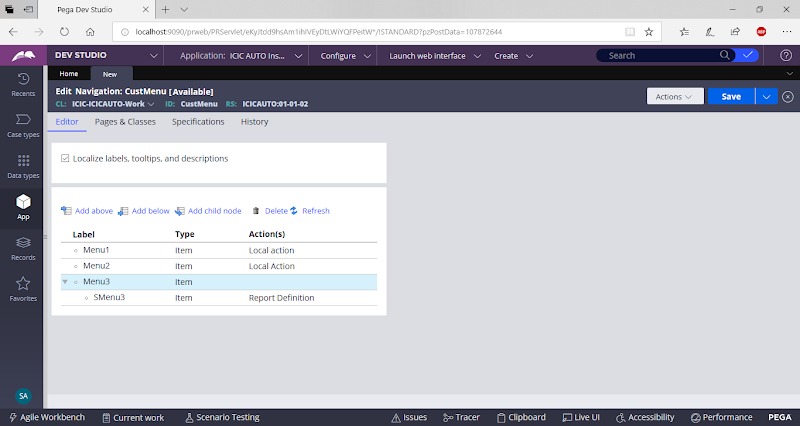 Pega Dev Studio
localhost:9090/prweb/PRServlet/eKyJtdd9hsAm1ihIVEyDtLWiYQFPeitW*/!STANDARD?pzPostData=107872644
DEV STUDIO Application: ICIC AUTO Ins... Configure Launch web interface Create Search
Home New
Edit Navigation: CustMenu [Available]
CL: ICIC-ICICAUTO-Work ID: CustMenu RS: ICICAUTO:01-01-02
Actions Save
Editor Pages & Classes Specifications History
Recents
Case types
Data types
App
Records
Favorites
Localize labels, tooltips, and descriptions
Add above Add below Add child node Delete Refresh
Label Type Action(s)
Menu1 Item Local action
Menu2 Item Local Action
Menu3 Item
SMenu3 Item Report Definition
SA
Agile Workbench Current work Scenario Testing Issues Tracer Clipboard Live UI Accessibility Performance PEGA